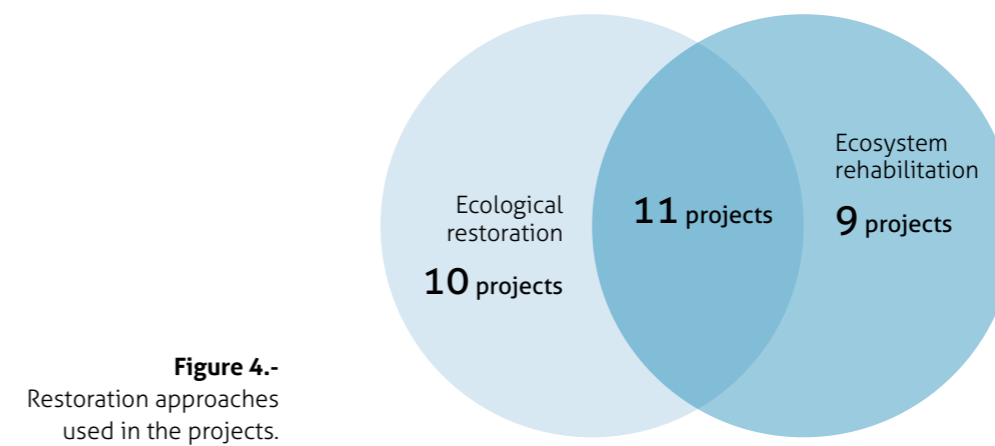 Ecological
restoration
10 projects
11 projects
Ecosystem
rehabilitation
9 projects
Figure 4.-
Restoration approaches
used in the projects.